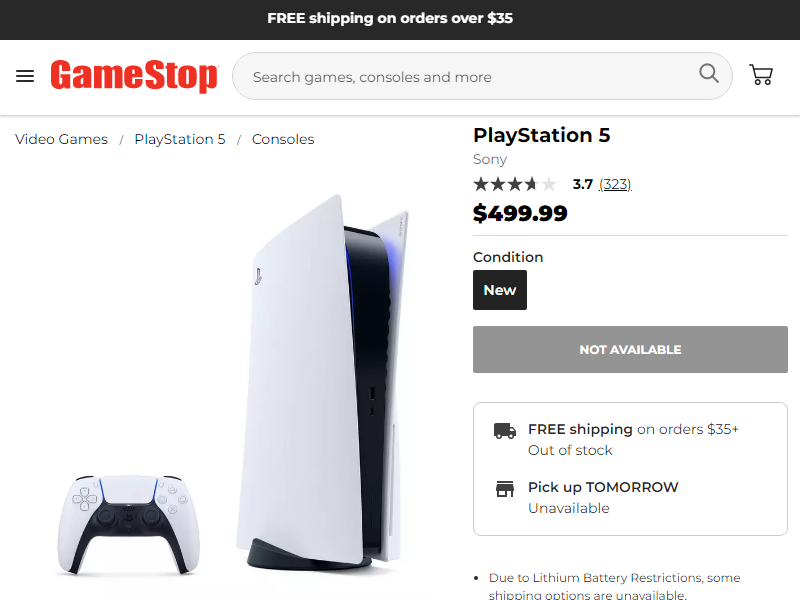 FREE shipping on orders over $35
GameStop
Search games, consoles and more
Video Games / PlayStation 5 / Consoles
PlayStation 5
Sony
3.7 (323)
$499.99
Condition
New
NOT AVAILABLE
FREE shipping on orders $35+
Out of stock
Pick up TOMORROW
Unavailable
• Due to Lithium Battery Restrictions, some
shipping options are unavailable.